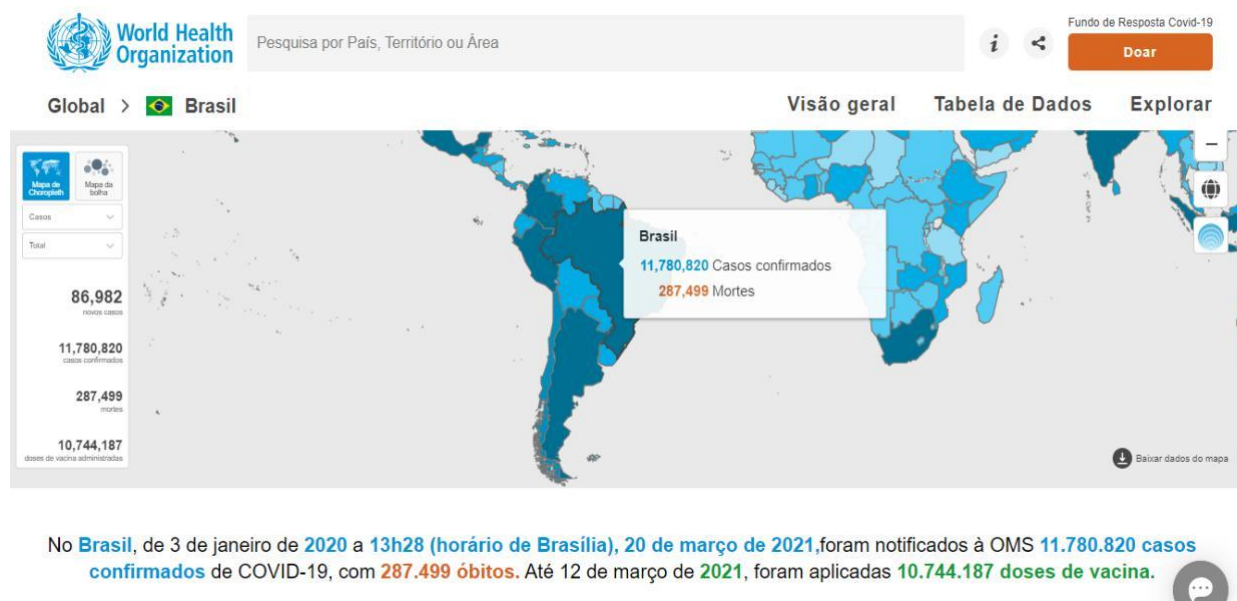 World Health
Organization
Pesquisa por País, Território ou Área
i
Fundo de Resposta Covid-19
Doar
Global > Brasil
Visão geral
Tabela de Dados
Explorar
Mapa de
Choropleth
Mapa da
bolha
Casos
Total
86,982
novos casos
11,780,820
casos confirmados
287,499
mortes
10,744,187
doses de vacina administradas
Brasil
11,780,820 Casos confirmados
287,499 Mortes
Baixar dados do mapa
No Brasil, de 3 de janeiro de 2020 a 13h28 (horário de Brasília), 20 de março de 2021,foram notificados à OMS 11.780.820 casos
confirmados de COVID-19, com 287.499 óbitos. Até 12 de março de 2021, foram aplicadas 10.744.187 doses de vacina.